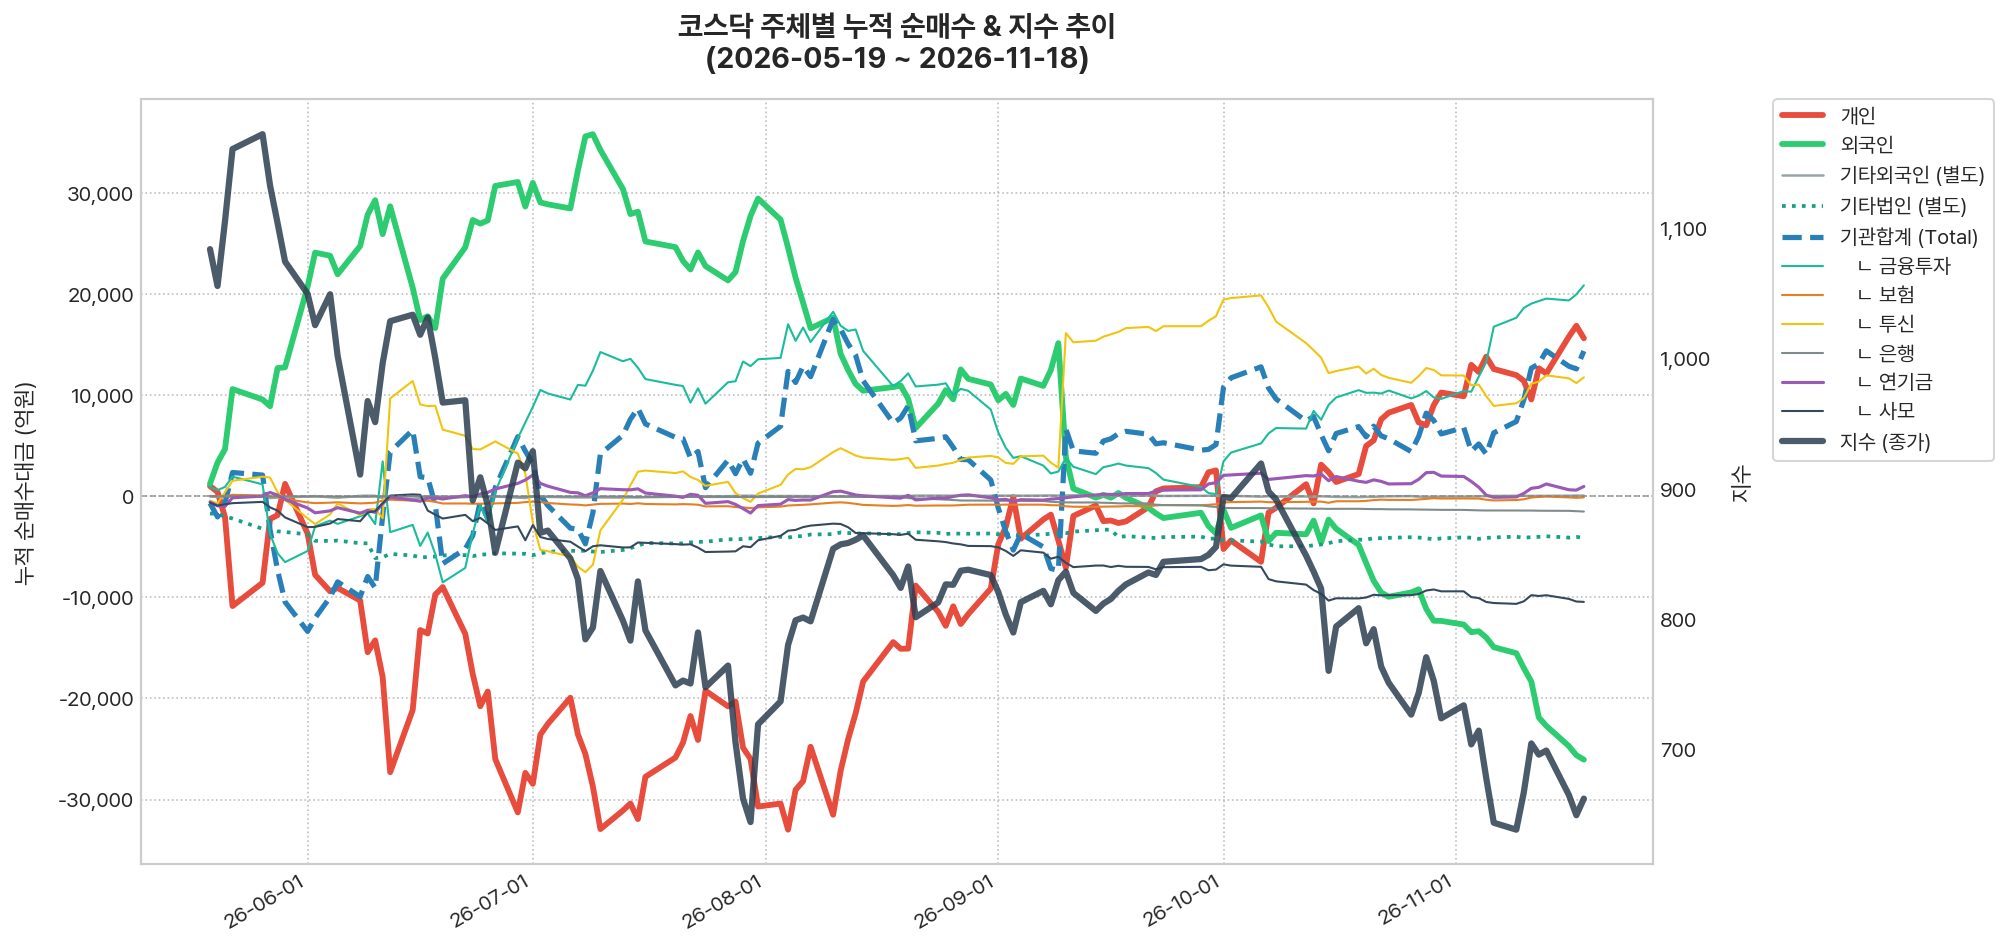 코스닥 주체별 누적 순매수 & 지수 추이
(2026-05-19 ~ 2026-11-18)
누적 순매수대금 (억원)
30,000
20,000
10,000
0
-10,000
-20,000
-30,000
26-06-01
26-07-01
26-08-01
26-09-01
26-10-01
26-11-01
1,100
1,000
900
800
700
지수
개인
외국인
기타외국인 (별도)
기타법인 (별도)
기관합계 (Total)
ㄴ 금융투자
ㄴ 보험
ㄴ 투신
ㄴ 은행
ㄴ 연기금
ㄴ 사모
지수 (종가)